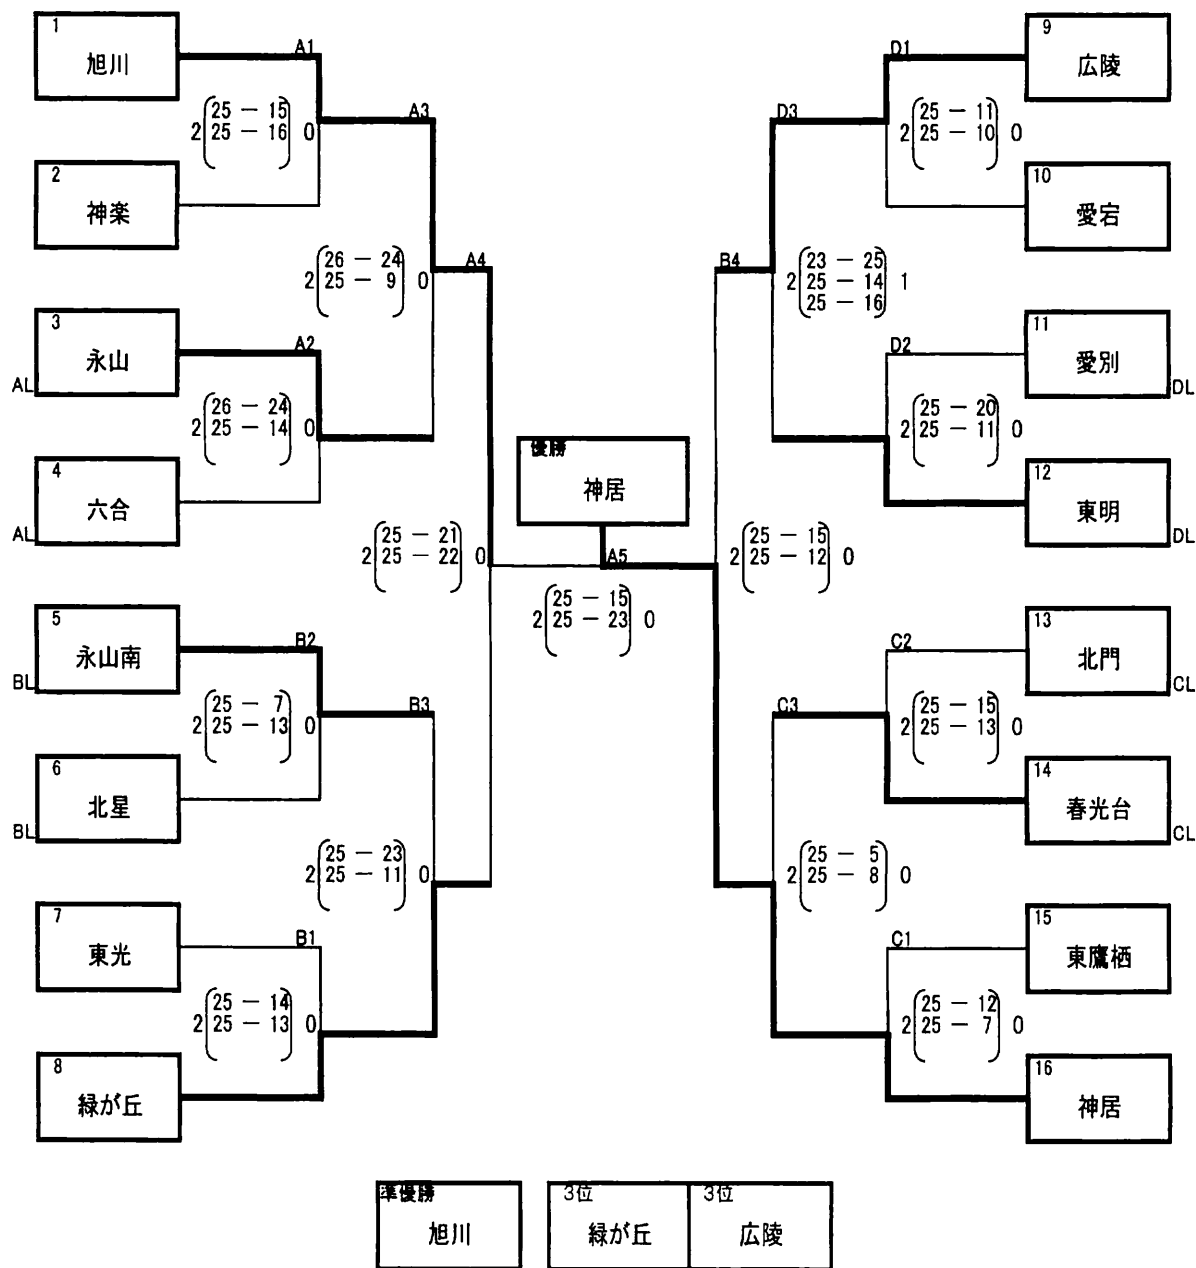 1
旭川
A1
25 － 15
2 25 － 16 0
2
神楽
A3
26 － 24
2 25 － 9 0
3
永山
AL
A2
26 － 24
2 25 － 14 0
4
六合
AL
A4
25 － 21
2 25 － 22 0
5
永山南
BL
B2
25 － 7
2 25 － 13 0
6
北星
BL
B3
25 － 23
2 25 － 11 0
7
東光
B1
25 － 14
2 25 － 13 0
8
緑が丘
優勝
神居
A5
25 － 15
2 25 － 23 0
9
広陵
D1
25 － 11
2 25 － 10 0
10
愛宕
D3
23 － 25
2 25 － 14 1
25 － 16
11
愛別
DL
D2
25 － 20
2 25 － 11 0
12
東明
DL
B4
25 － 15
2 25 － 12 0
13
北門
CL
C2
25 － 15
2 25 － 13 0
14
春光台
CL
C3
25 － 5
2 25 － 8 0
15
東鷹栖
C1
25 － 12
2 25 － 7 0
16
神居
準優勝
旭川
3位
緑が丘
3位
広陵